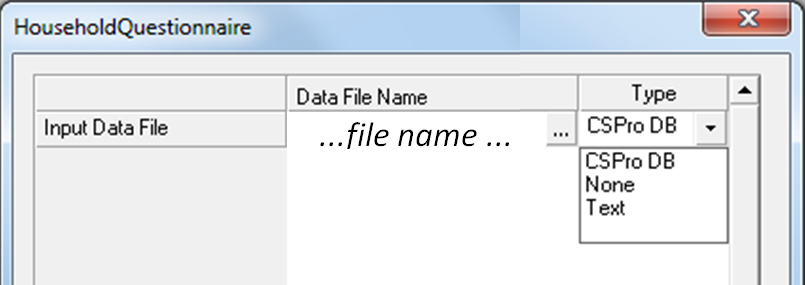 HouseholdQuestionnaire
Data File Name Type
Input Data File ...file name ... ... CSPro DB
CSPro DB
None
Text